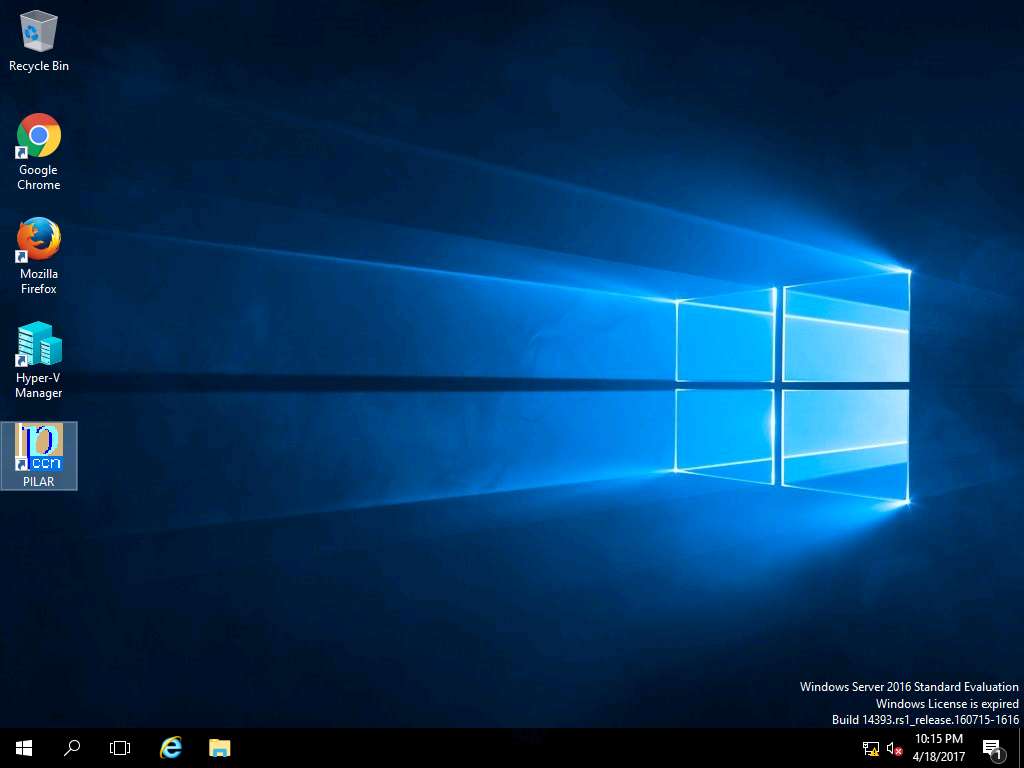 Recycle Bin
Google
Chrome
Mozilla
Firefox
Hyper-V
Manager
ccn
PILAR
Windows Server 2016 Standard Evaluation
Windows License is expired
Build 14393.rs1_release.160715-1616
10:15 PM
4/18/2017
1